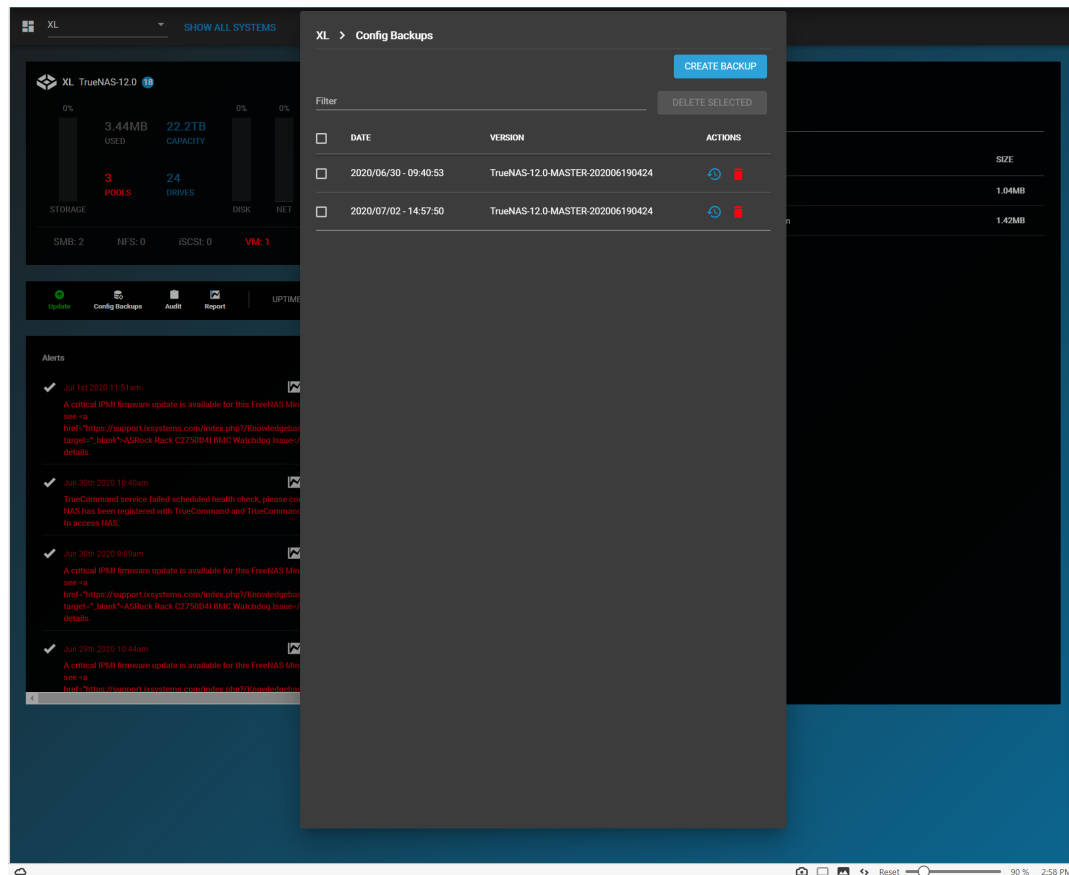 XL
SHOW ALL SYSTEMS
XL > Config Backups
CREATE BACKUP
Filter
DELETE SELECTED
DATE VERSION ACTIONS
2020/06/30 - 09:40:53 TrueNAS-12.0-MASTER-202006190424
2020/07/02 - 14:57:50 TrueNAS-12.0-MASTER-202006190424
XL TrueNAS-12.0 18
0% 0% 0%
3.44MB 22.2TB
USED CAPACITY
3 24
POOLS DRIVES
STORAGE DISK NET
SMB: 2 NFS: 0 iSCSI: 0 VM: 1
Update Config Backups Audit Report UPTIME
Alerts
Jul 1st 2020 11:51am
A critical IPMI firmware update is available for this FreeNAS Min
see <a
href="https://support.ixsystems.com/index.php?/Knowledgebas
target="_blank">ASRock Rack C2750D4I BMC Watchdog Issue</
details.
Jun 30th 2020 10:40am
TrueCommand service failed scheduled health check, please
NAS has been registered with TrueCommand and TrueCommand
to access NAS.
Jun 30th 2020 9:09am
A critical IPMI firmware update is available for this FreeNAS Min
see <a
href="https://support.ixsystems.com/index.php?/Knowledgebas
target="_blank">ASRock Rack C2750D4I BMC Watchdog Issue</
details.
Jun 29th 2020 10:44am
A critical IPMI firmware update is available for this FreeNAS Min
see <a
href="https://support.ixsystems.com/index.php?/Knowledgebas
SIZE
1.04MB
n 1.42MB
Reset 90 % 2:58 PM